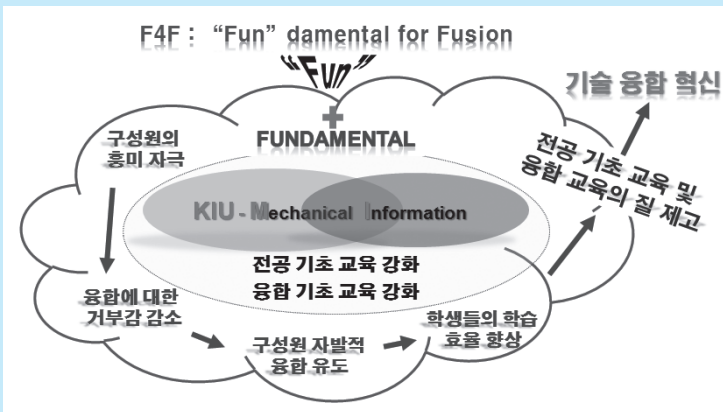 F4F : “Fun” damental for Fusion
“Fun”
+
FUNDAMENTAL
기술 융합 혁신
구성원의
흥미 자극
전공 기초 교육 및
융합 교육의 질 제고
KIU - Mechanical Information
전공 기초 교육 강화
융합 기초 교육 강화
융합에 대한
거부감 감소
구성원 자발적
융합 유도
학생들의 학습
효율 향상